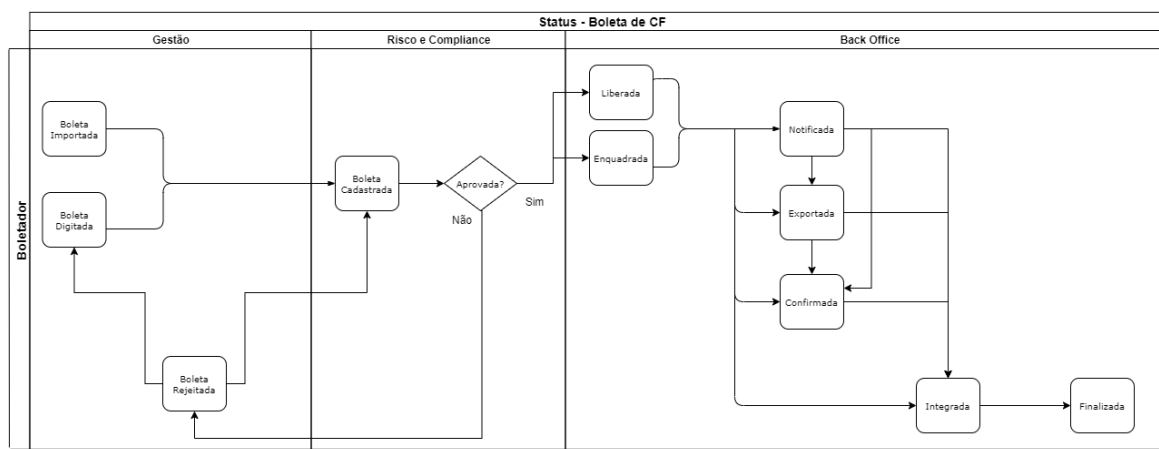 Status - Boleta de CF
Gestão
Risco e Compliance
Back Office
Boletador
Boleta
Importada
Boleta
Digitada
Boleta
Rejeitada
Boleta
Cadastrada
Aprovada?
Sim
Não
Liberada
Enquadrada
Notificada
Exportada
Confirmada
Integrada
Finalizada